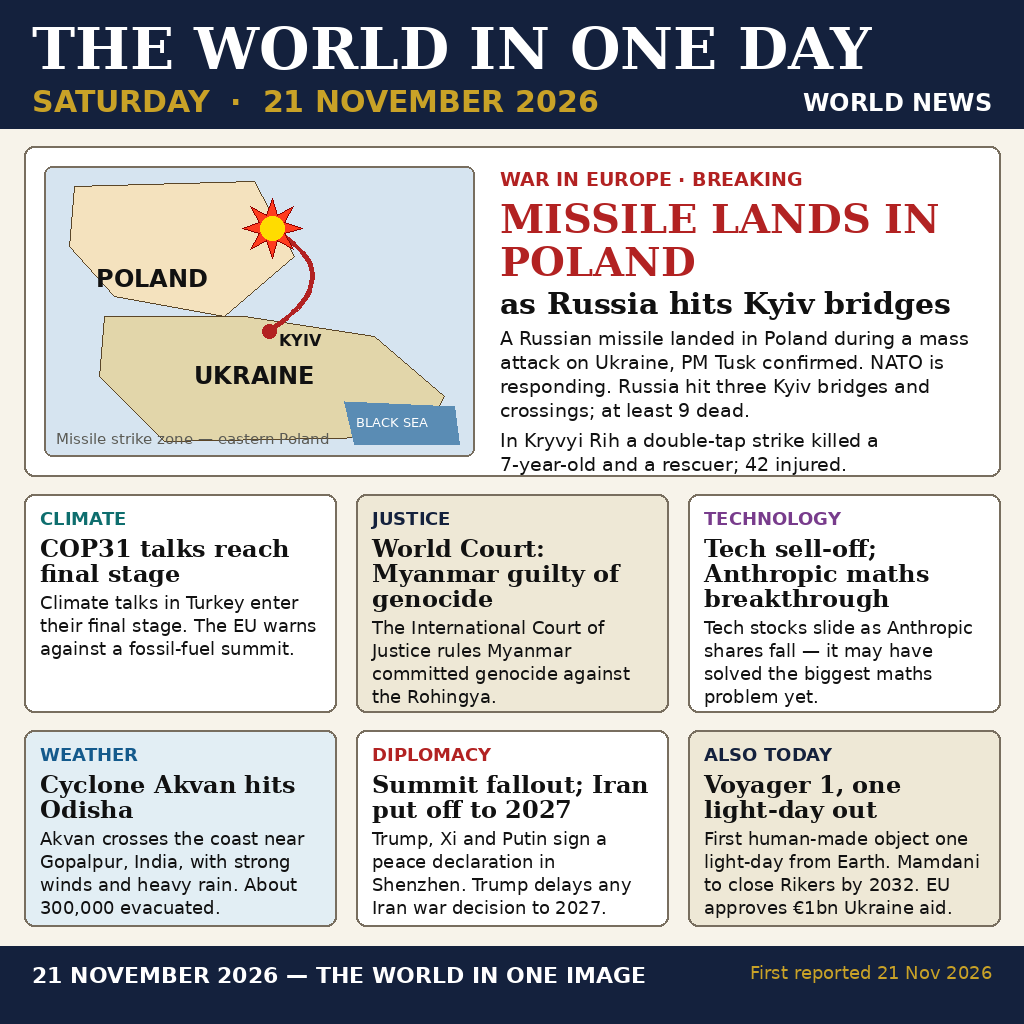 THE WORLD IN ONE DAY
SATURDAY · 21 NOVEMBER 2026
WORLD NEWS
POLAND
KYIV
UKRAINE
BLACK SEA
Missile strike zone — eastern Poland
WAR IN EUROPE · BREAKING
MISSILE LANDS IN
POLAND
as Russia hits Kyiv bridges
A Russian missile landed in Poland during a mass
attack on Ukraine, PM Tusk confirmed. NATO is
responding. Russia hit three Kyiv bridges and
crossings; at least 9 dead.
In Kryvyi Rih a double-tap strike killed a
7-year-old and a rescuer; 42 injured.
CLIMATE
COP31 talks reach
final stage
Climate talks in Turkey enter
their final stage. The EU warns
against a fossil-fuel summit.
JUSTICE
World Court:
Myanmar guilty of
genocide
The International Court of
Justice rules Myanmar
committed genocide against
the Rohingya.
TECHNOLOGY
Tech sell-off;
Anthropic maths
breakthrough
Tech stocks slide as Anthropic
shares fall — it may have
solved the biggest maths
problem yet.
WEATHER
Cyclone Akvan hits
Odisha
Akvan crosses the coast near
Gopalpur, India, with strong
winds and heavy rain. About
300,000 evacuated.
DIPLOMACY
Summit fallout; Iran
put off to 2027
Trump, Xi and Putin sign a
peace declaration in
Shenzhen. Trump delays any
Iran war decision to 2027.
ALSO TODAY
Voyager 1, one
light-day out
First human-made object one
light-day from Earth. Mamdani
to close Rikers by 2032. EU
approves €1bn Ukraine aid.
21 NOVEMBER 2026 — THE WORLD IN ONE IMAGE
First reported 21 Nov 2026